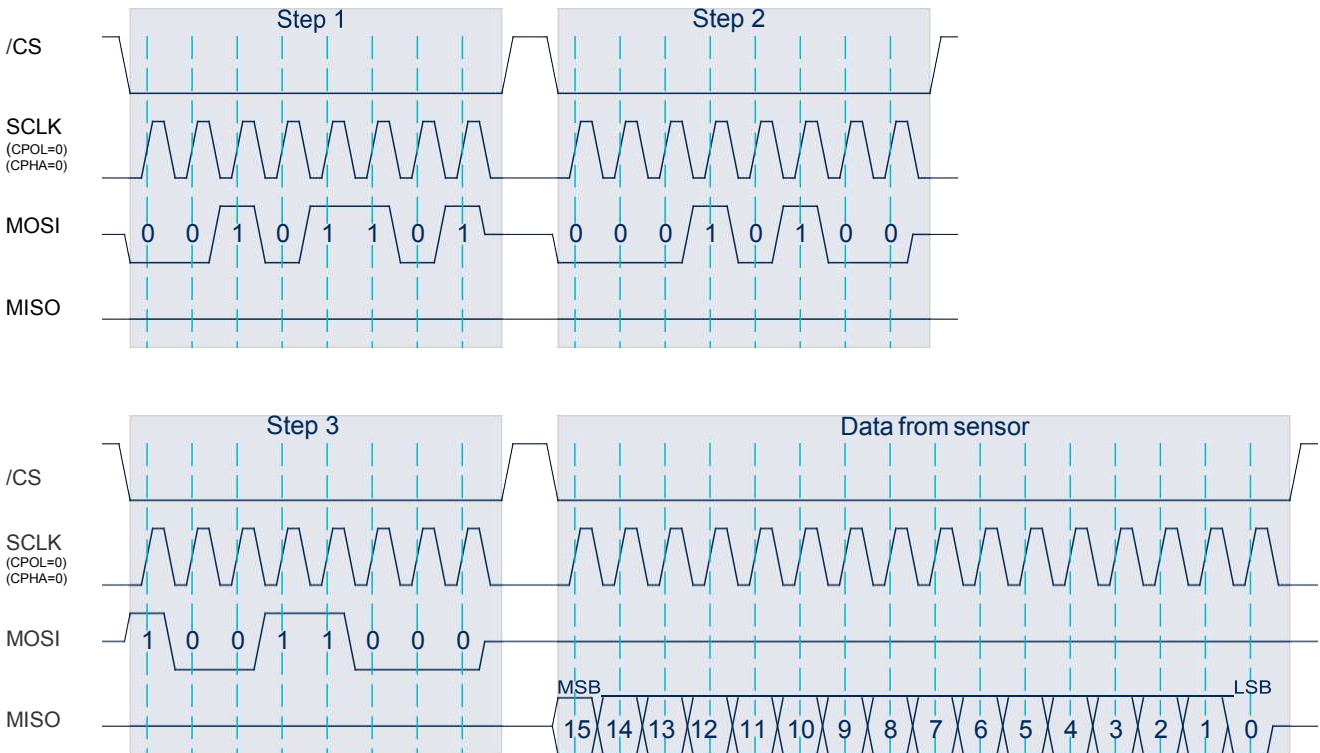 Step 1 Step 2
/CS
SCLK
(CPOL=0)
(CPHA=0)
MOSI 0 0 1 0 1 1 0 1 0 0 0 1 0 1 0 0
MISO
Step 3 Data from sensor
/CS
SCLK
(CPOL=0)
(CPHA=0)
MOSI 1 0 0 1 1 0 0 0
MSB LSB
MISO 15 14 13 12 11 10 9 8 7 6 5 4 3 2 1 0